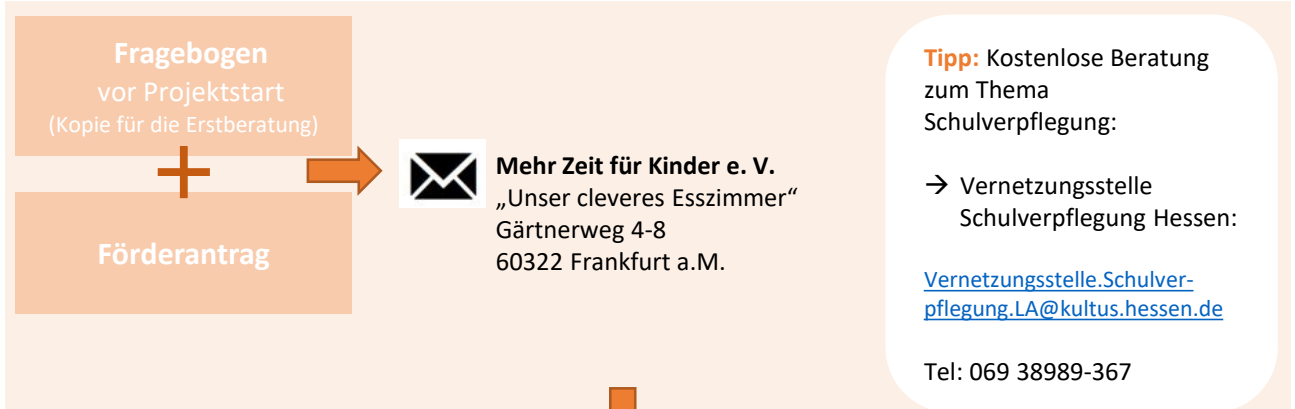 Fragebogen
vor Projektstart
(Kopie für die Erstberatung)
Förderantrag
Mehr Zeit für Kinder e. V.
„Unser cleveres Esszimmer“
Gärtnerweg 4-8
60322 Frankfurt a.M.
Tipp: Kostenlose Beratung
zum Thema
Schulverpflegung:
→ Vernetzungsstelle
Schulverpflegung Hessen:
Vernetzungsstelle.Schulver-
pflegung.LA@kultus.hessen.de
Tel: 069 38989-367